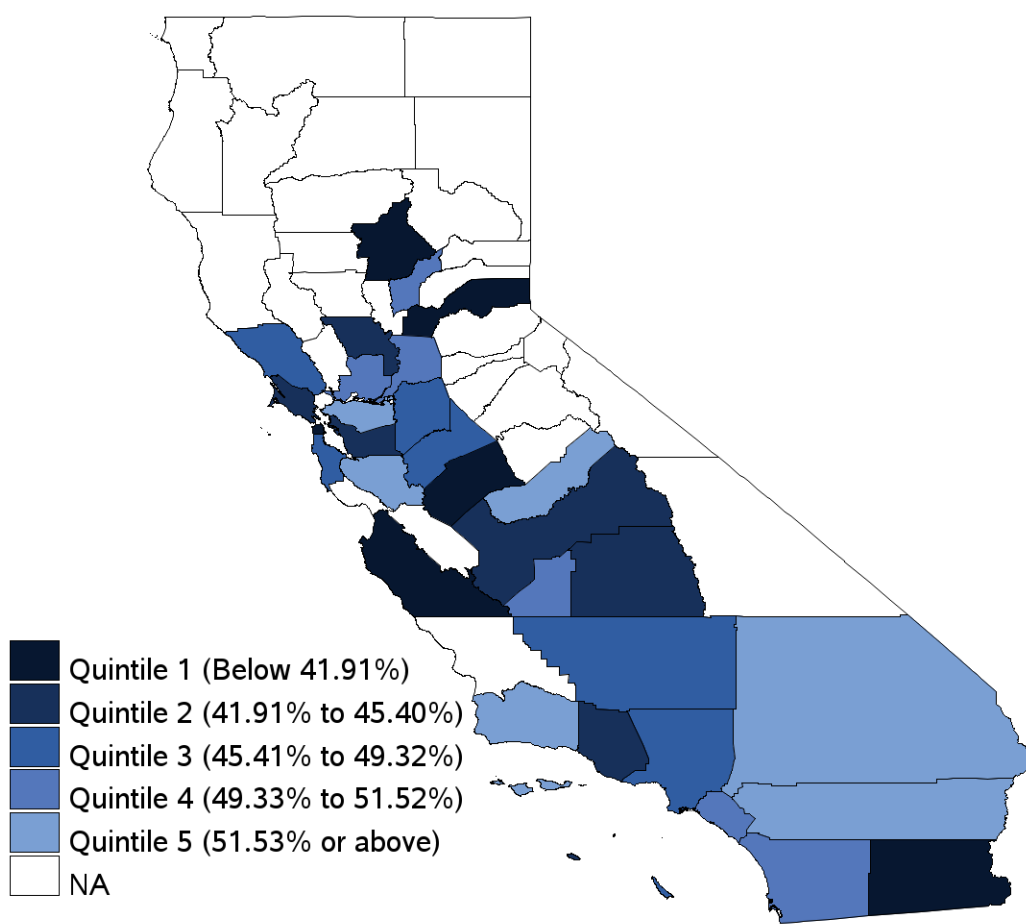 Quintile 1 (Below 41.91%)
Quintile 2 (41.91% to 45.40%)
Quintile 3 (45.41% to 49.32%)
Quintile 4 (49.33% to 51.52%)
Quintile 5 (51.53% or above)
NA